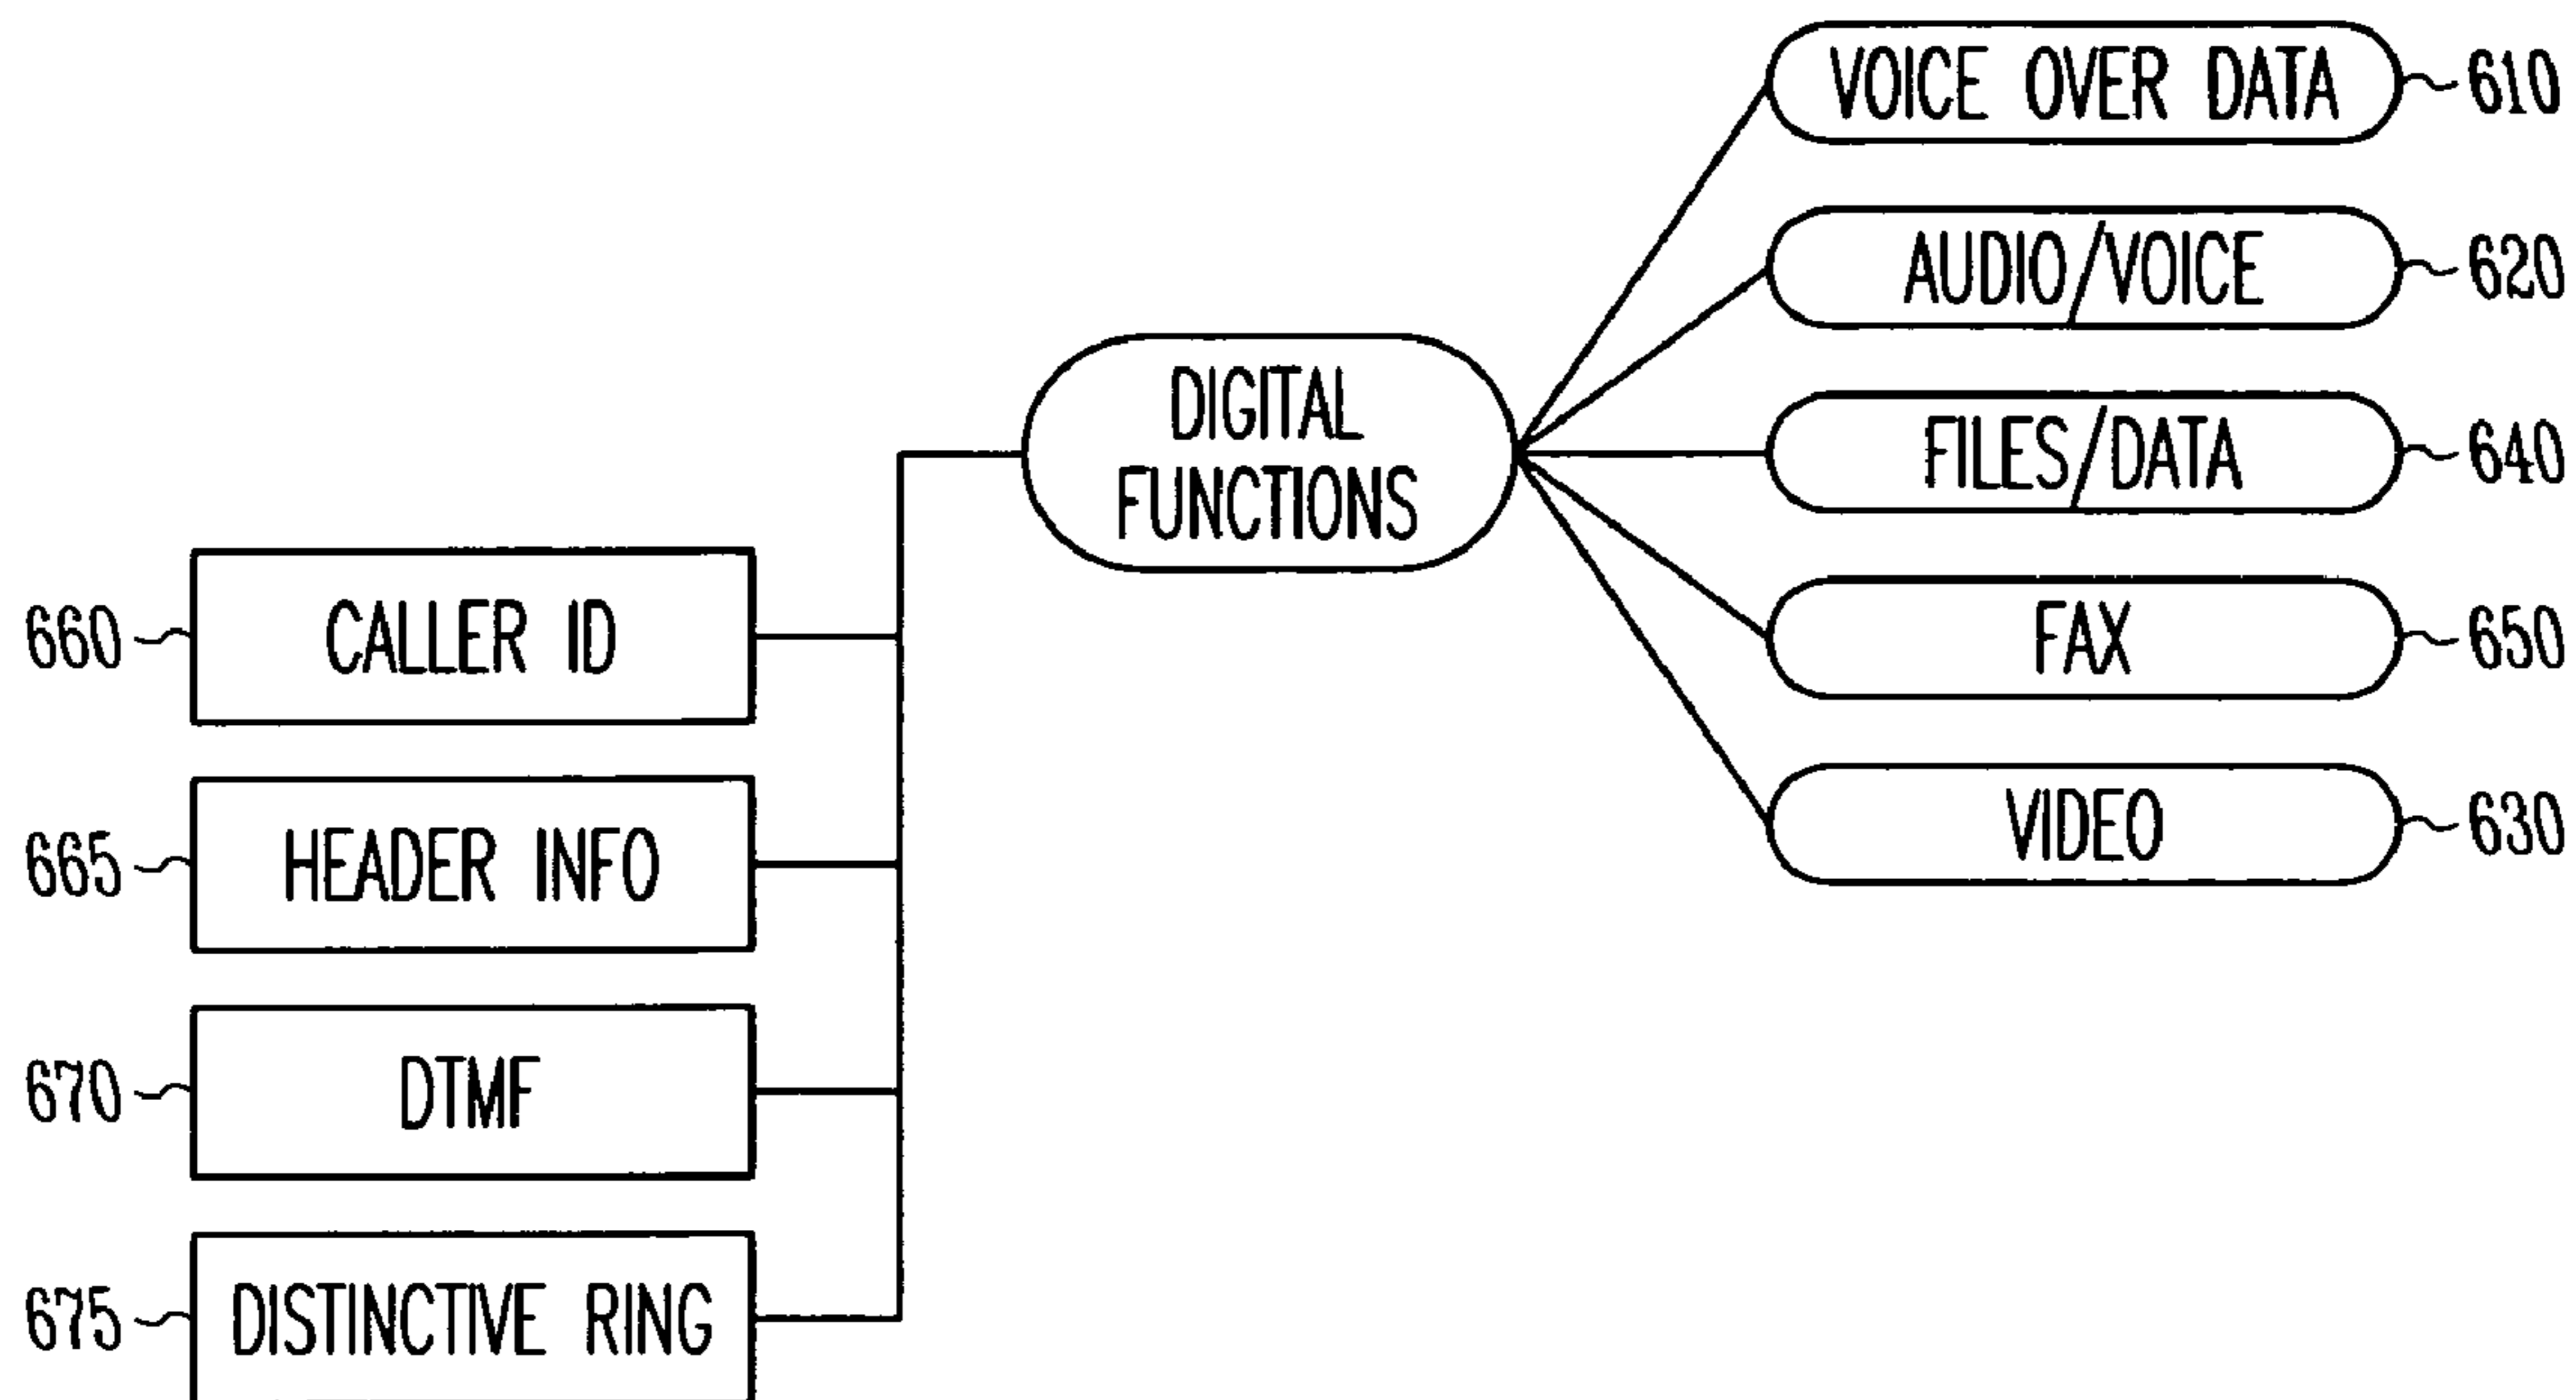 VOICE OVER DATA 610
AUDIO/VOICE 620
DIGITAL
FUNCTIONS
FILES/DATA 640
FAX 650
VIDEO 630
660 CALLER ID
665 HEADER INFO
670 DTMF
675 DISTINCTIVE RING